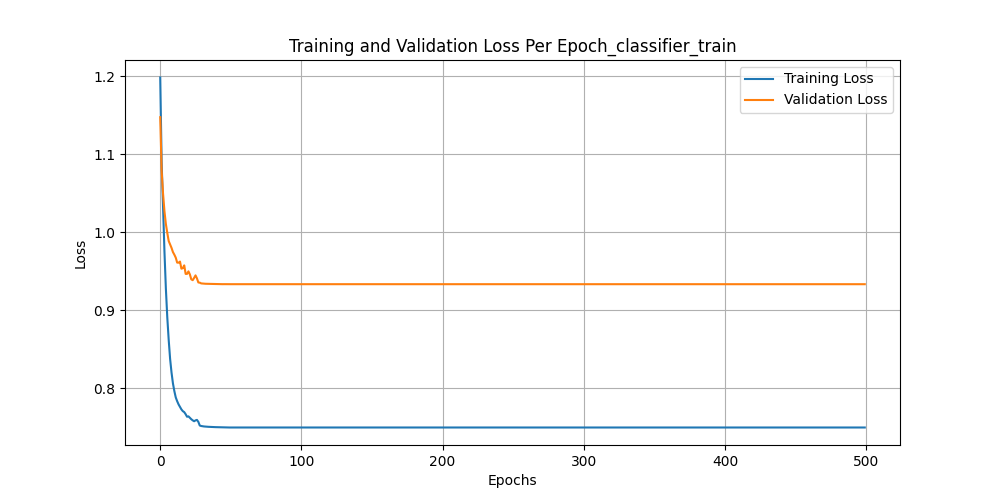 Training and Validation Loss Per Epoch_classifier_train
Training Loss
Validation Loss
1.2
1.1
1.0
0.9
0.8
Loss
0
100
200
300
400
500
Epochs